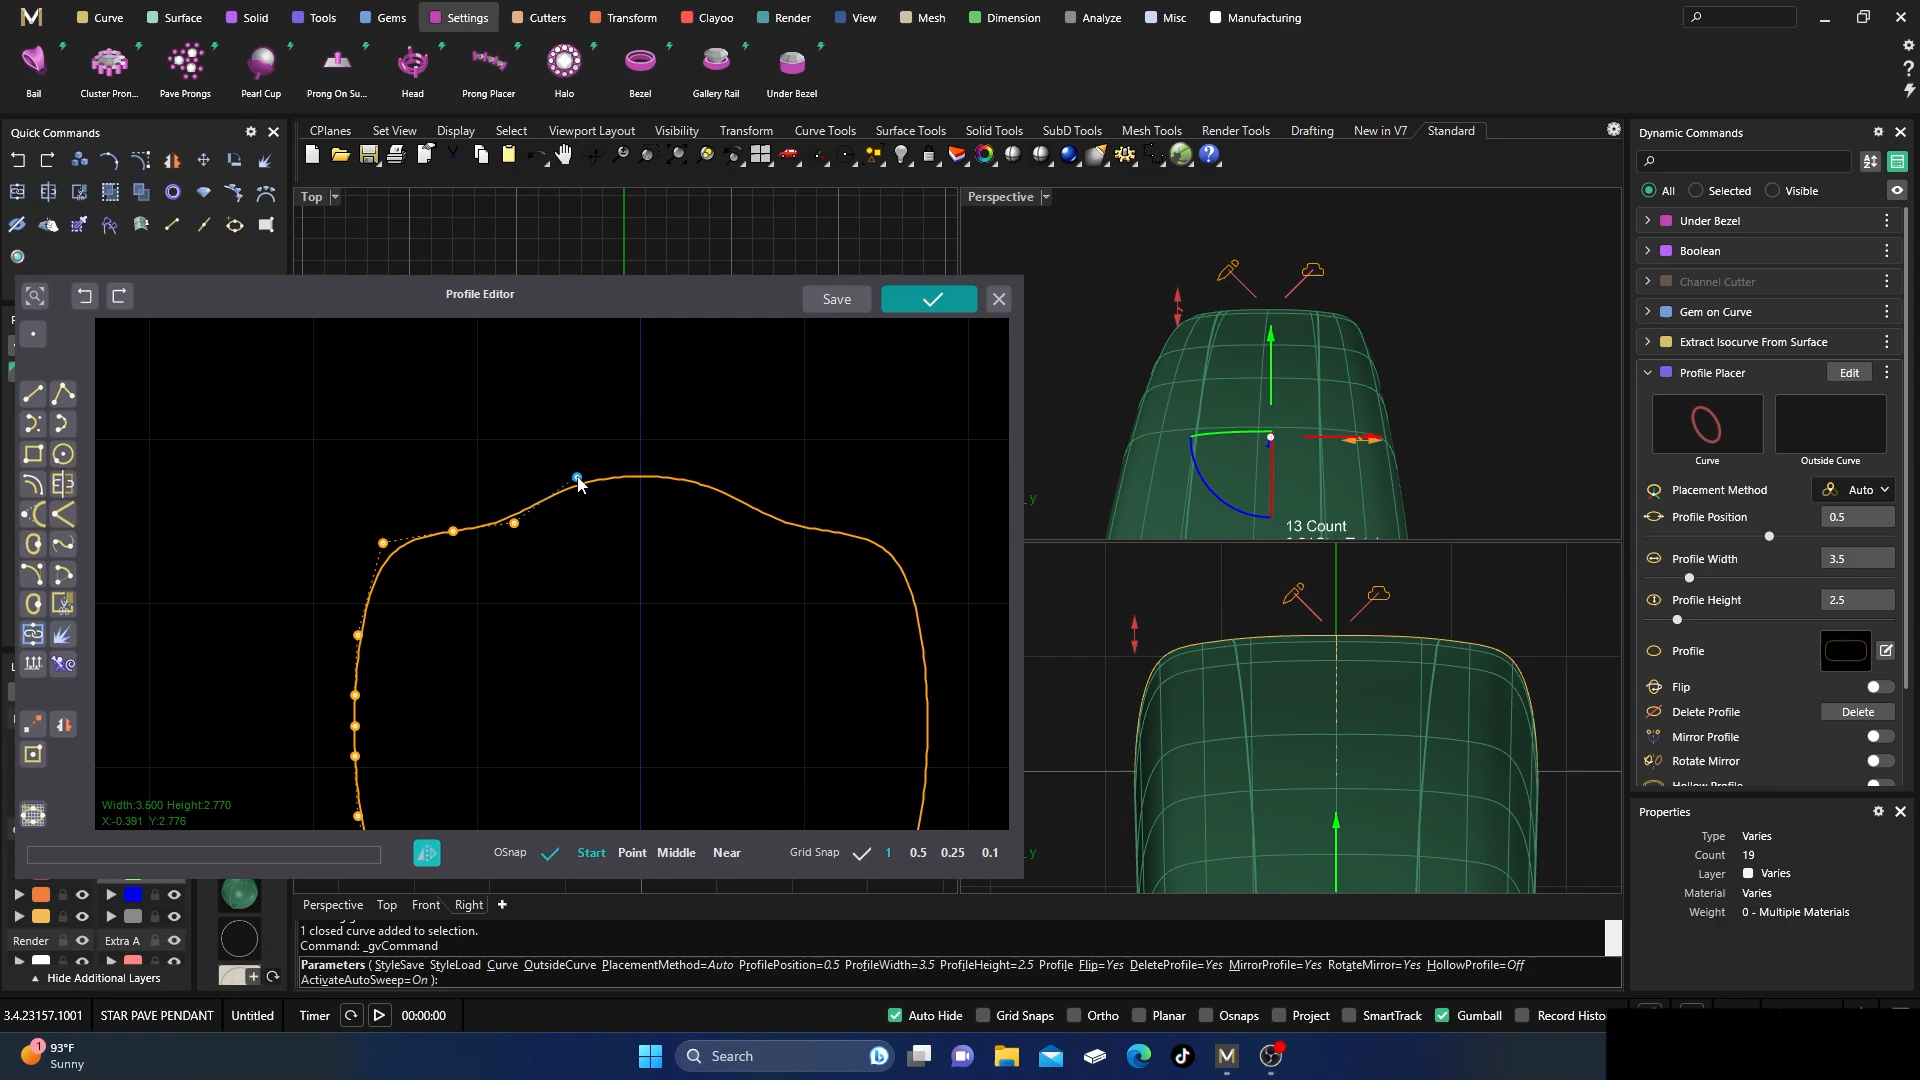 Curve Surface Solid Tools Gems Settings Cutters Transform Clayoo Render View Mesh Dimension Analyze Misc Manufacturing
Bail Cluster Pron... Pave Prongs Pearl Cup Prong On Su... Head Prong Placer Halo Bezel Gallery Rail Under Bezel
Quick Commands
CPlanes Set View Display Select Viewport Layout Visibility Transform Curve Tools Surface Tools Solid Tools SubD Tools Mesh Tools Render Tools Drafting New in V7 Standard
Top
Perspective
Profile Editor
Save
Width:3.500 Height:2.770
X:-0.391 Y:2.776
OSnap Start Point Middle Near Grid Snap 1 0.5 0.25 0.1
y
13 Count
y
Dynamic Commands
All Selected Visible
Under Bezel
Boolean
Channel Cutter
Gem on Curve
Extract Isocurve From Surface
Profile Placer Edit
Curve Outside Curve
Placement Method Auto
Profile Position 0.5
Profile Width 3.5
Profile Height 2.5
Profile
Flip
Delete Profile Delete
Mirror Profile
Rotate Mirror
Hollow Profile
Properties
Type Varies
Count 19
Layer Varies
Material Varies
Weight 0 - Multiple Materials
Render Extra A
Hide Additional Layers
Perspective Top Front Right
1 closed curve added to selection.
Command: _gvCommand
Parameters ( StyleSave StyleLoad Curve OutsideCurve PlacementMethod=Auto ProfilePosition=0.5 ProfileWidth=3.5 ProfileHeight=2.5 Profile Flip=Yes DeleteProfile=Yes MirrorProfile=Yes RotateMirror=Yes HollowProfile=Off
ActivateAutoSweep=On ):
3.4.23157.1001 STAR PAVE PENDANT Untitled Timer 00:00:00 Auto Hide Grid Snaps Ortho Planar Osnaps Project SmartTrack Gumball Record Histo
1
93°F
Sunny
Search